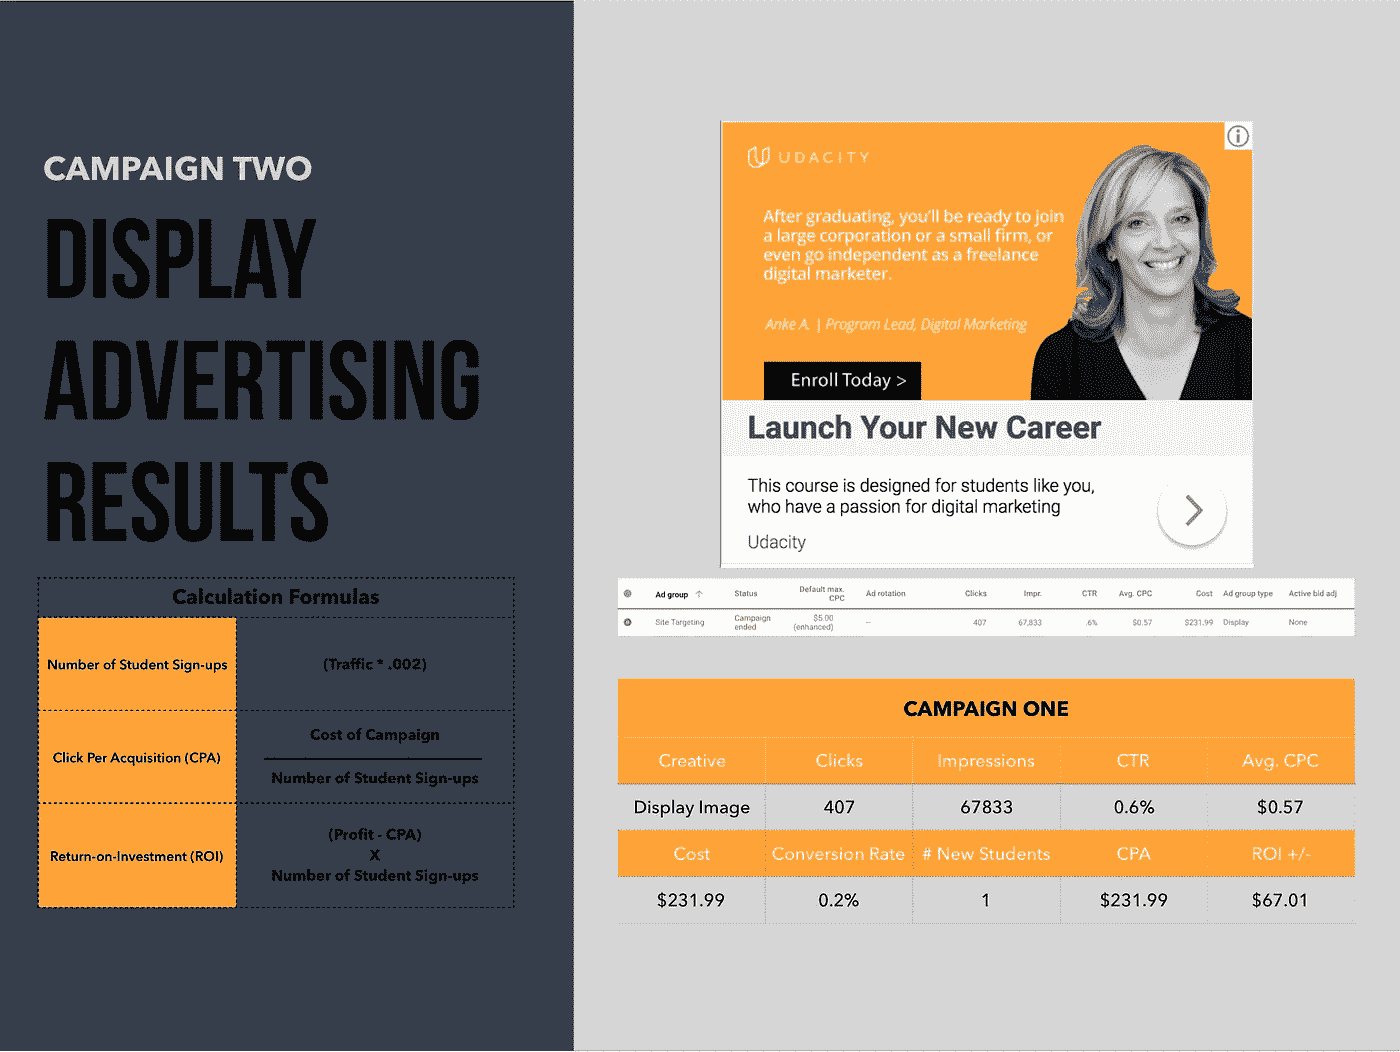 CAMPAIGN TWO
DISPLAY
ADVERTISING
RESULTS
Calculation Formulas
Number of Student Sign-ups
(Traffic * .002)
Click Per Acquisition (CPA)
Cost of Campaign
Number of Student Sign-ups
Return-on-Investment (ROI)
(Profit - CPA)
X
Number of Student Sign-ups
UDACITY
After graduating, you'll be ready to join
a large corporation or a small firm, or
even go independent as a freelance
digital marketer.
Anke A. | Program Lead, Digital Marketing
Enroll Today >
Launch Your New Career
This course is designed for students like you,
who have a passion for digital marketing
Udacity
Ad group ↑ Status Default max. CPC Ad rotation Clicks Impr. CTR Avg. CPC Cost Ad group type Active bid adj
Site Targeting Campaign ended $5.00 (enhanced) -- 407 67,833 .6% $0.57 $231.99 Display None
CAMPAIGN ONE
Creative Clicks Impressions CTR Avg. CPC
Display Image 407 67833 0.6% $0.57
Cost Conversion Rate # New Students CPA ROI +/-
$231.99 0.2% 1 $231.99 $67.01